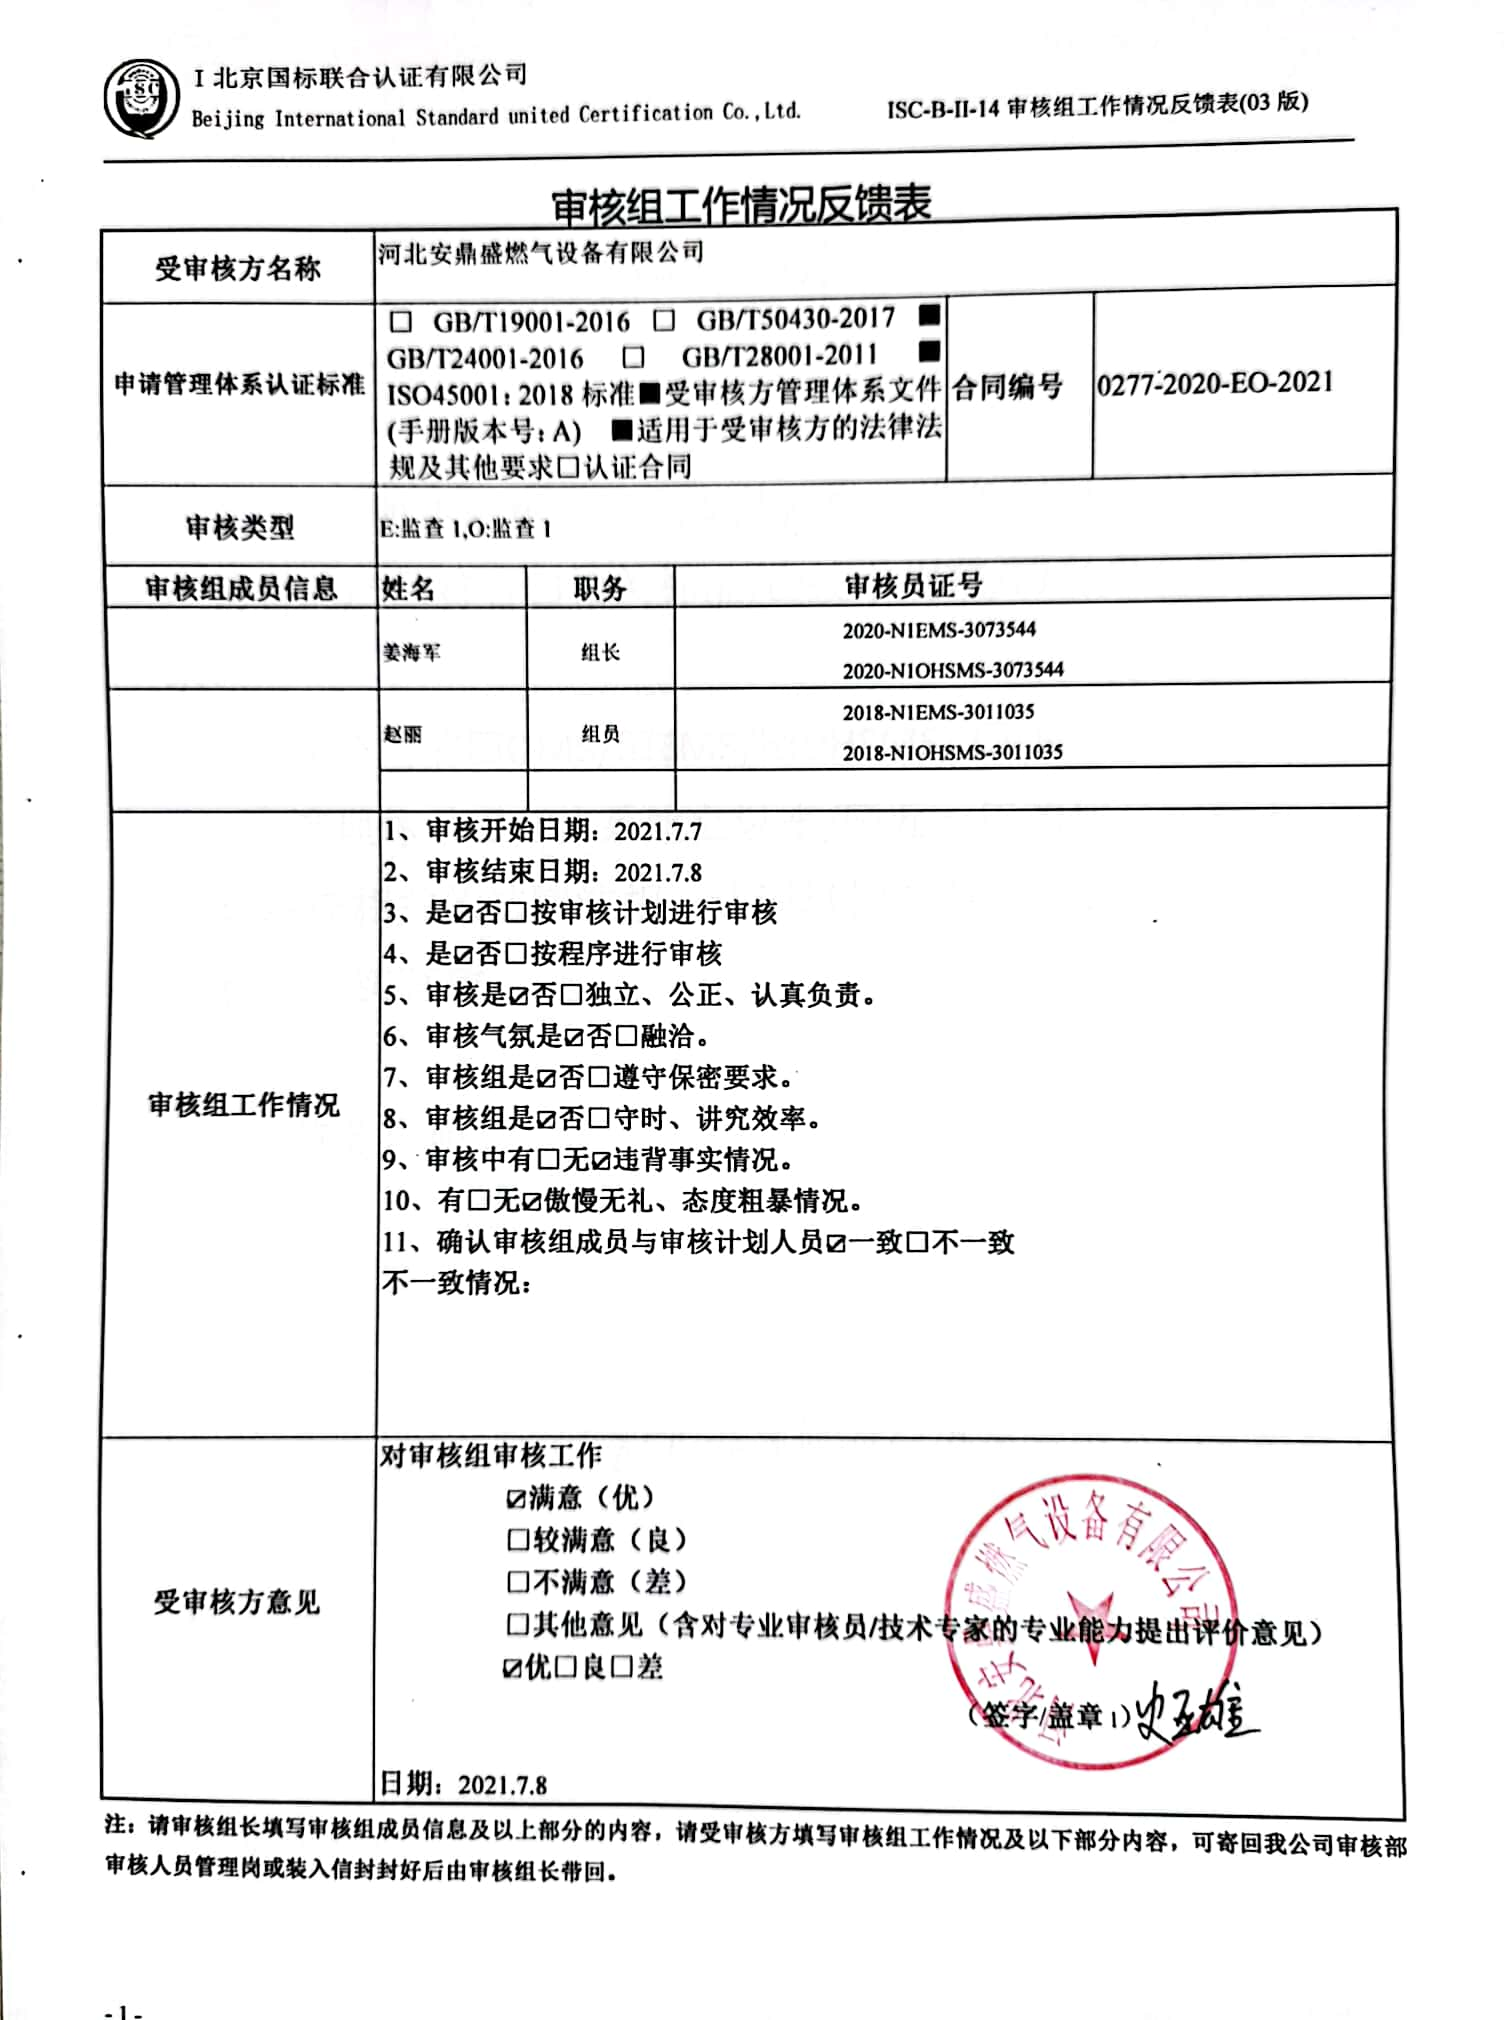 I 北京国标联合认证有限公司
Beijing International Standard united Certification Co.,Ltd.
ISC-B-II-14 审核组工作情况反馈表(03 版)
审核组工作情况反馈表
受审核方名称
河北安鼎盛燃气设备有限公司
申请管理体系认证标准
□ GB/T19001-2016 □ GB/T50430-2017 ■
GB/T24001-2016 □ GB/T28001-2011 ■
ISO45001: 2018 标准■受审核方管理体系文件
(手册版本号: A) ■适用于受审核方的法律法
规及其他要求□认证合同
合同编号
0277-2020-EO-2021
审核类型
E:监查 1,O:监查 1
审核组成员信息
姓名
职务
审核员证号
姜海军
组长
2020-N1EMS-3073544
2020-N1OHSMS-3073544
赵丽
组员
2018-N1EMS-3011035
2018-N1OHSMS-3011035
审核组工作情况
1、审核开始日期: 2021.7.7
2、审核结束日期: 2021.7.8
3、是☑否□按审核计划进行审核
4、是☑否□按程序进行审核
5、审核是☑否□独立、公正、认真负责。
6、审核气氛是☑否□融洽。
7、审核组是☑否□遵守保密要求。
8、审核组是☑否□守时、讲究效率。
9、审核中有□无☑违背事实情况。
10、有□无☑傲慢无礼、态度粗暴情况。
11、确认审核组成员与审核计划人员☑一致□不一致
不一致情况:
受审核方意见
对审核组审核工作
☑满意（优）
□较满意（良）
□不满意（差）
□其他意见（含对专业审核员/技术专家的专业能力提出评价意见）
☑优□良□差
河北安鼎盛燃气设备有限公司
（签字/盖章 1）
日期: 2021.7.8
注: 请审核组长填写审核组成员信息及以上部分的内容, 请受审核方填写审核组工作情况及以下部分内容, 可寄回我公司审核部
审核人员管理岗或装入信封封好后由审核组长带回。
- 1 -